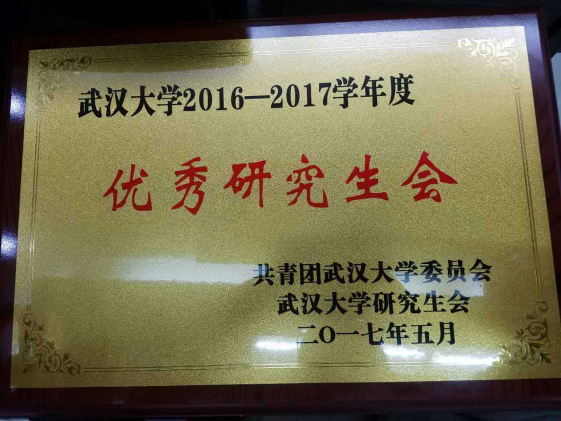 武汉大学2016—2017学年度
优秀研究生会
共青团武汉大学委员会
武汉大学研究生会
二〇一七年五月